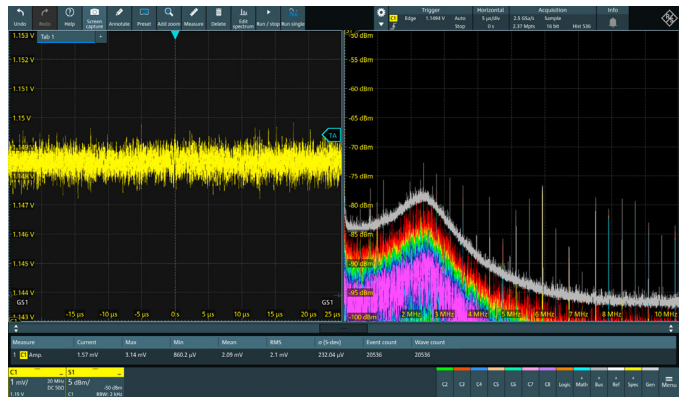 Undo
Redo
Help
Screen capture
Annotate
Preset
Add zoom
Measure
Delete
Edit spectrum
Run / stop
Run single
Trigger
C1 Edge 1.1494 V Auto
Stop
Horizontal
5 µs/div
0 s
Acquisition
2.5 GSa/s Sample
2.37 Mpts 16 bit Hist 536
Info
Tab 1 +
1.153 V
1.151 V
1.15 V
1.148 V
1.147 V
1.146 V
1.145 V
1.144 V
1.143 V
TA
GS1
GS1
-15 µs -10 µs -5 µs 0 s 5 µs 10 µs 15 µs 20 µs 25 µs
-50 dBm
-55 dBm
-60 dBm
-65 dBm
-70 dBm
-75 dBm
-80 dBm
-85 dBm
-90 dBm
-95 dBm
-100 dBm
2 MHz 3 MHz 4 MHz 5 MHz 6 MHz 7 MHz 8 MHz 10 MHz
Measure Current Max Min Mean RMS σ (S-dev) Event count Wave count
1 C1 Amp. 1.57 mV 3.14 mV 860.2 µV 2.09 mV 2.1 mV 232.04 µV 20536 20536
C1
1 mV/ 20 MHz
DC 50Ω
1.15 V
S1
5 dBm/
-50 dBm
C1 RBW: 2 kHz
C2 C3 C4 C5 C6 C7 C8 Logic Math Bus Ref Spec Gen Menu